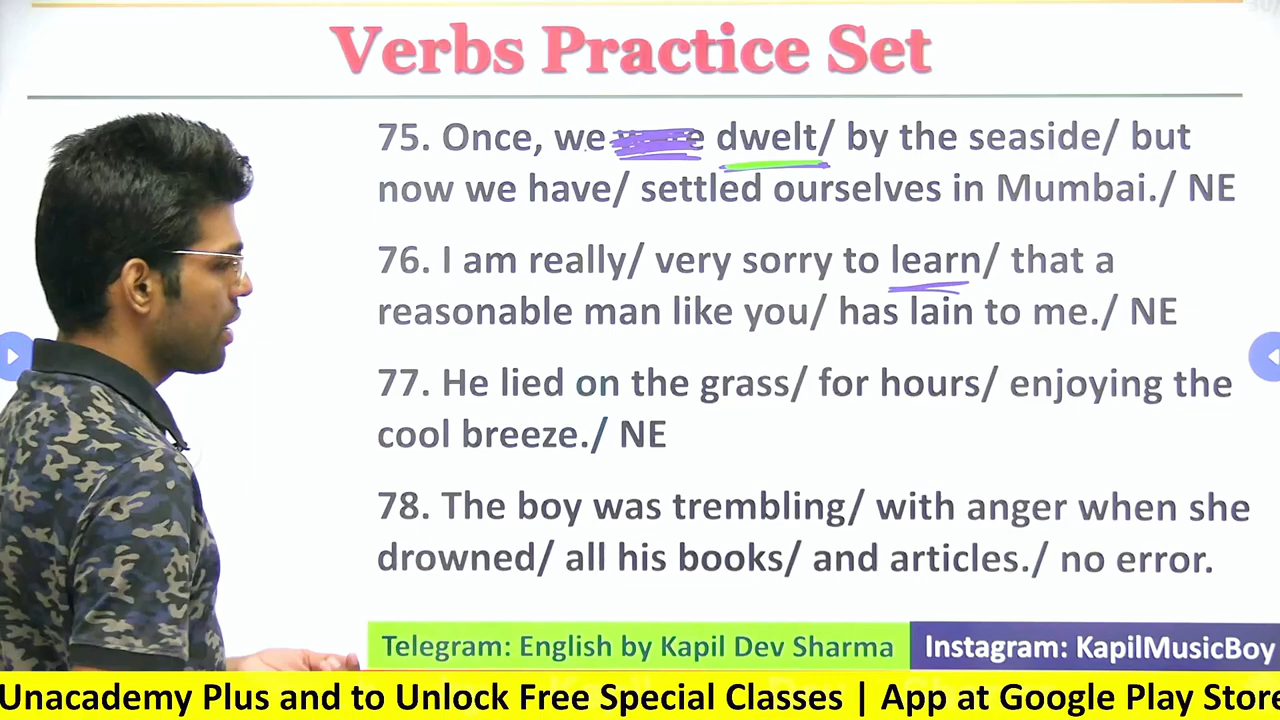 Verbs Practice Set
75. Once, we were dwelt/ by the seaside/ but
now we have/ settled ourselves in Mumbai./ NE
76. I am really/ very sorry to learn/ that a
reasonable man like you/ has lain to me./ NE
77. He lied on the grass/ for hours/ enjoying the
cool breeze./ NE
78. The boy was trembling/ with anger when she
drowned/ all his books/ and articles./ no error.
Telegram: English by Kapil Dev Sharma
Instagram: KapilMusicBoy
Unacademy Plus and to Unlock Free Special Classes | App at Google Play Store